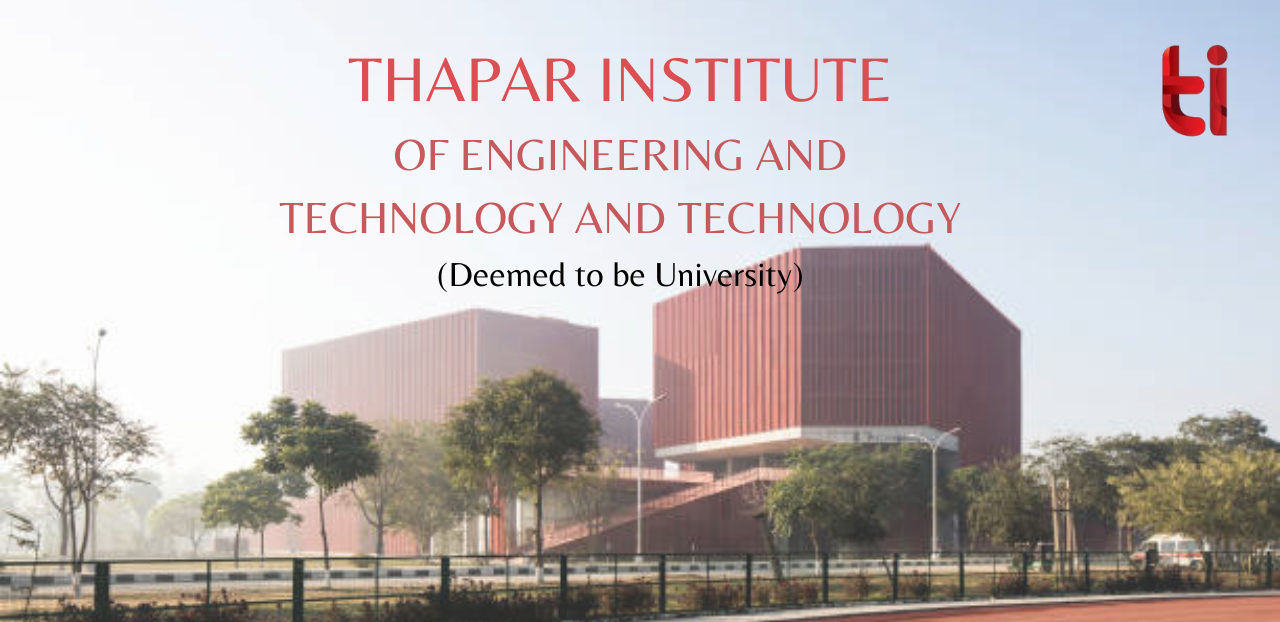 THAPAR INSTITUTE
OF ENGINEERING AND
TECHNOLOGY AND TECHNOLOGY
(Deemed to be University)
ti